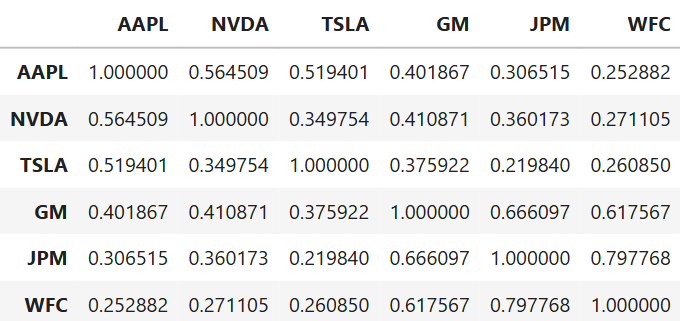 AAPL NVDA TSLA GM JPM WFC
AAPL 1.000000 0.564509 0.519401 0.401867 0.306515 0.252882
NVDA 0.564509 1.000000 0.349754 0.410871 0.360173 0.271105
TSLA 0.519401 0.349754 1.000000 0.375922 0.219840 0.260850
GM 0.401867 0.410871 0.375922 1.000000 0.666097 0.617567
JPM 0.306515 0.360173 0.219840 0.666097 1.000000 0.797768
WFC 0.252882 0.271105 0.260850 0.617567 0.797768 1.000000